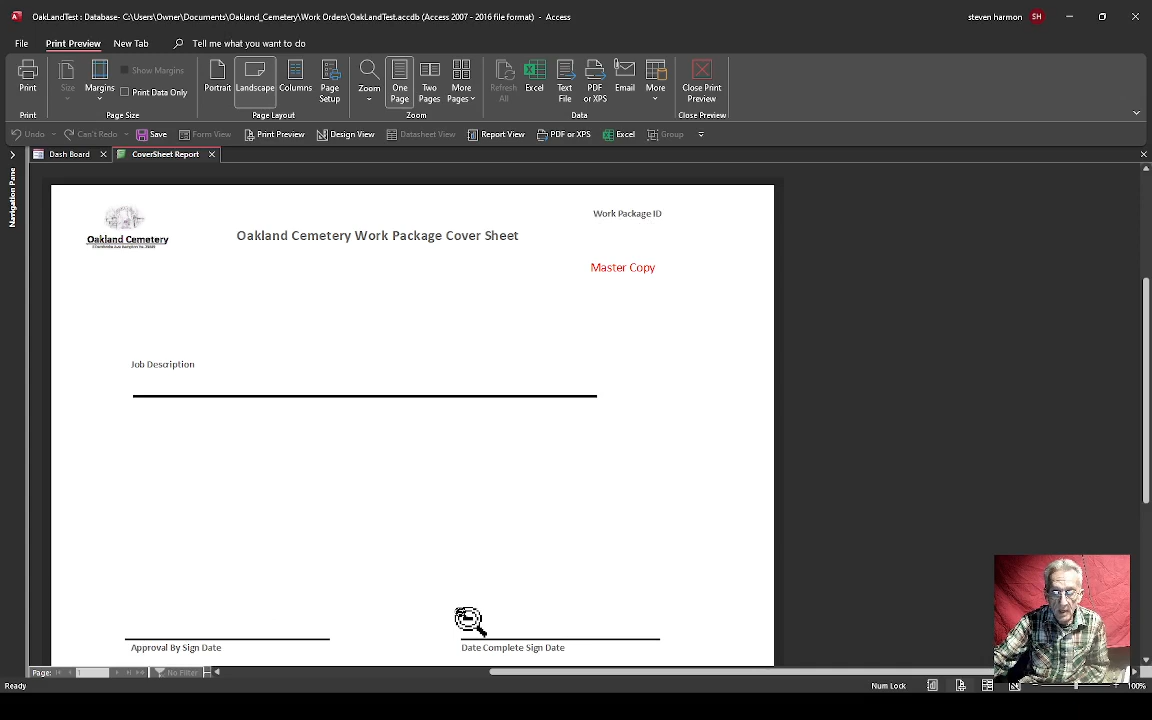 OakLandTest : Database- C:\Users\Owner\Documents\Oakland_Cemetery\Work Orders\OakLandTest.accdb (Access 2007 - 2016 file format) - Access
steven harmon SH
File Print Preview New Tab Tell me what you want to do
Print Size Margins Show Margins Print Data Only Portrait Landscape Columns Page Setup Zoom One Page Two Pages More Pages Refresh All Excel Text File PDF or XPS Email More Close Print Preview
Print Page Size Page Layout Zoom Data Close Preview
Undo Can't Redo Save Form View Print Preview Design View Datasheet View Report View PDF or XPS Excel Group
Dash Board CoverSheet Report
Navigation Pane
Work Package ID
Oakland Cemetery
Oakland Cemetery Work Package Cover Sheet
Master Copy
Job Description
Approval By Sign Date Date Complete Sign Date
Page: 1 No Filter
Ready Num Lock 100%